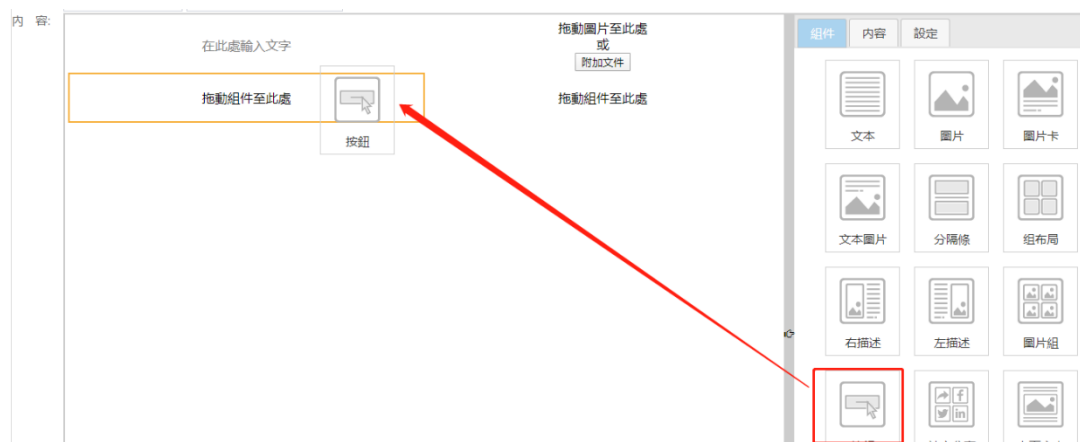 内 容:
在此處輸入文字
拖動圖片至此處
或
附加文件
拖動組件至此處
按鈕
拖動組件至此處
組件
內容
設定
文本
圖片
圖片卡
文本圖片
分隔條
组布局
右描述
左描述
圖片組